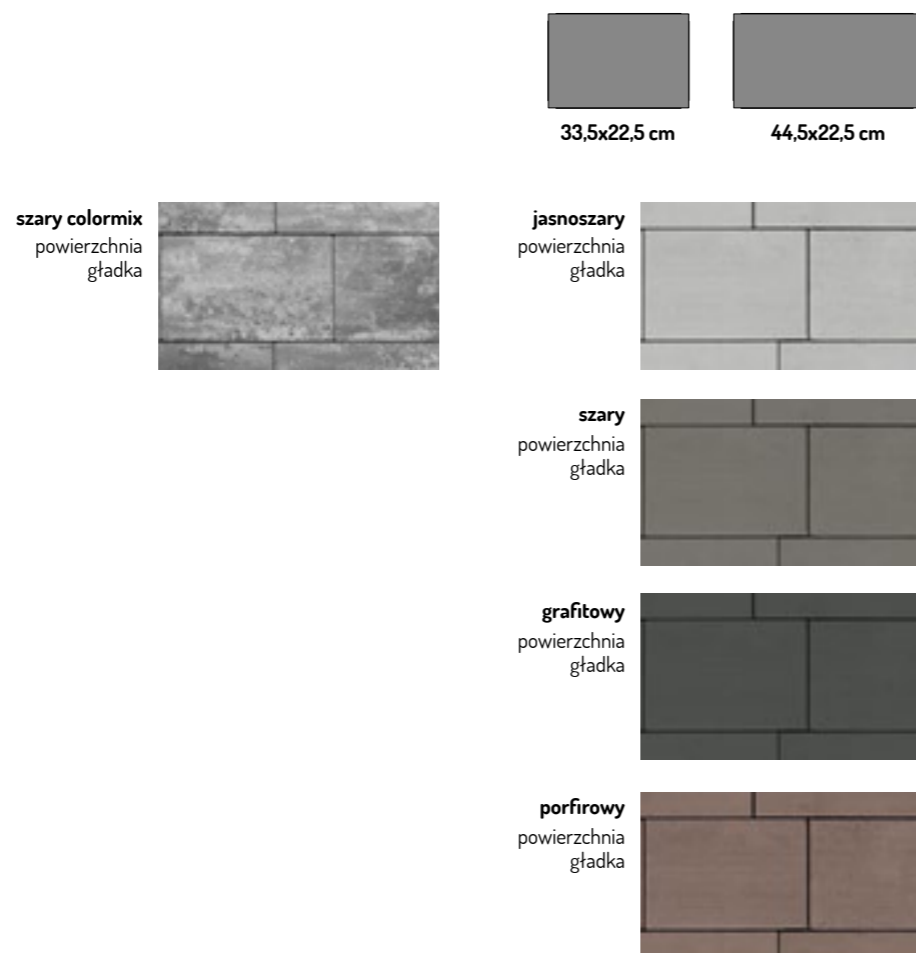 33,5x22,5 cm
44,5x22,5 cm
szary colormix
powierzchnia
gładka
jasnoszary
powierzchnia
gładka
szary
powierzchnia
gładka
grafitowy
powierzchnia
gładka
porfirowy
powierzchnia
gładka